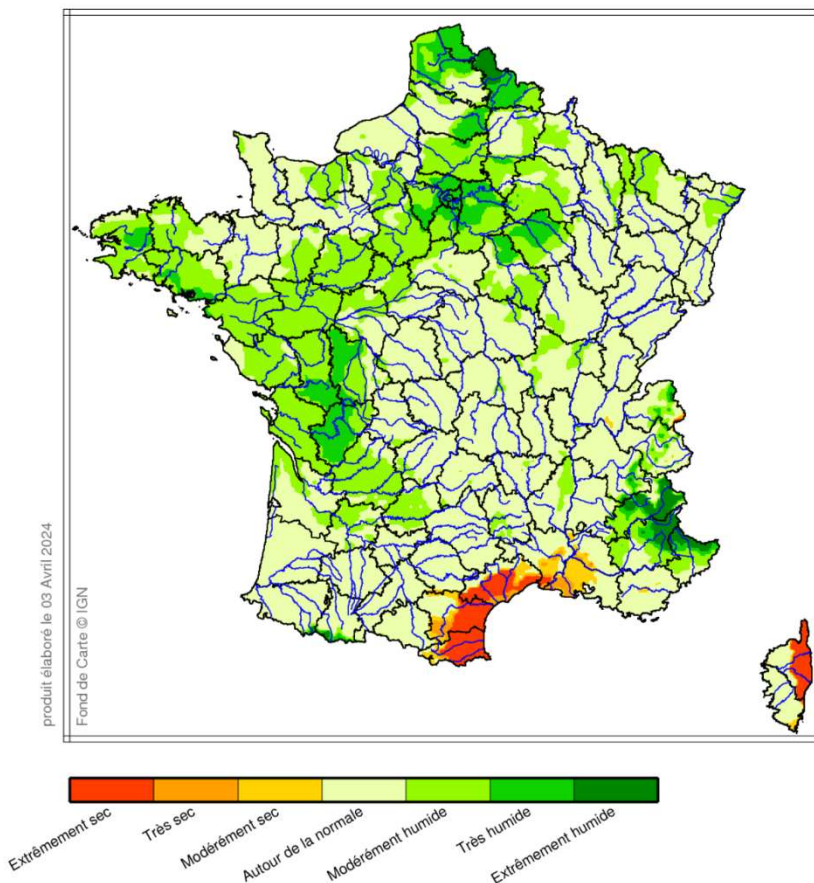 produit élaboré le 03 Avril 2024
Fond de Carte © IGN
Extrêmement sec
Très sec
Modérément sec
Autour de la normale
Modérément humide
Très humide
Extrêmement humide